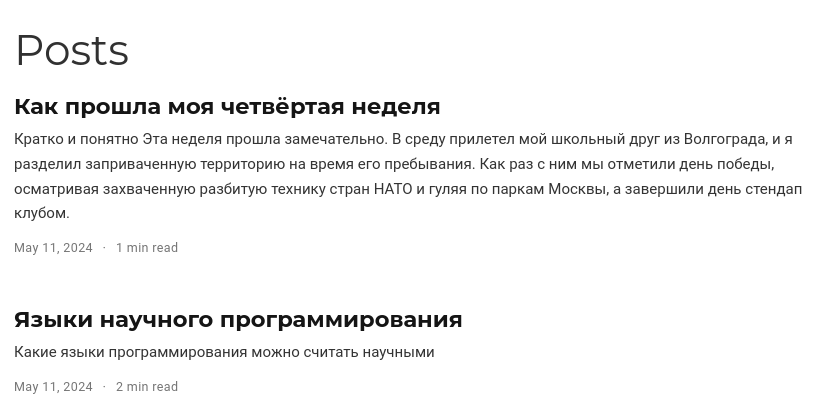 Posts
Как прошла моя четвёртая неделя
Кратко и понятно Эта неделя прошла замечательно. В среду прилетел мой школьный друг из Волгограда, и я
разделил заприваченную территорию на время его пребывания. Как раз с ним мы отметили день победы,
осматривая захваченную разбитую технику стран НАТО и гуляя по паркам Москвы, а завершили день стендап
клубом.
May 11, 2024 · 1 min read
Языки научного программирования
Какие языки программирования можно считать научными
May 11, 2024 · 2 min read